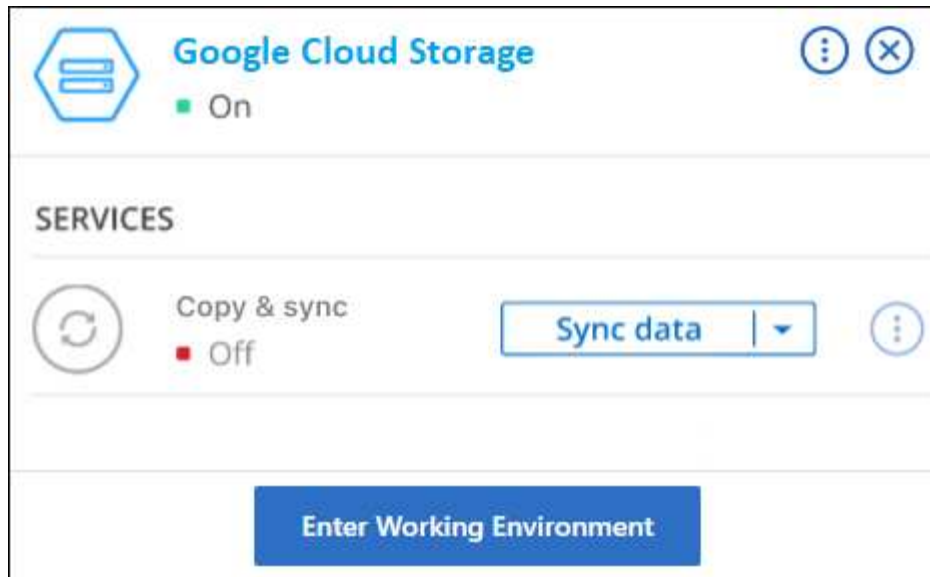 Google Cloud Storage
On
SERVICES
Copy & sync
Sync data
Off
Enter Working Environment